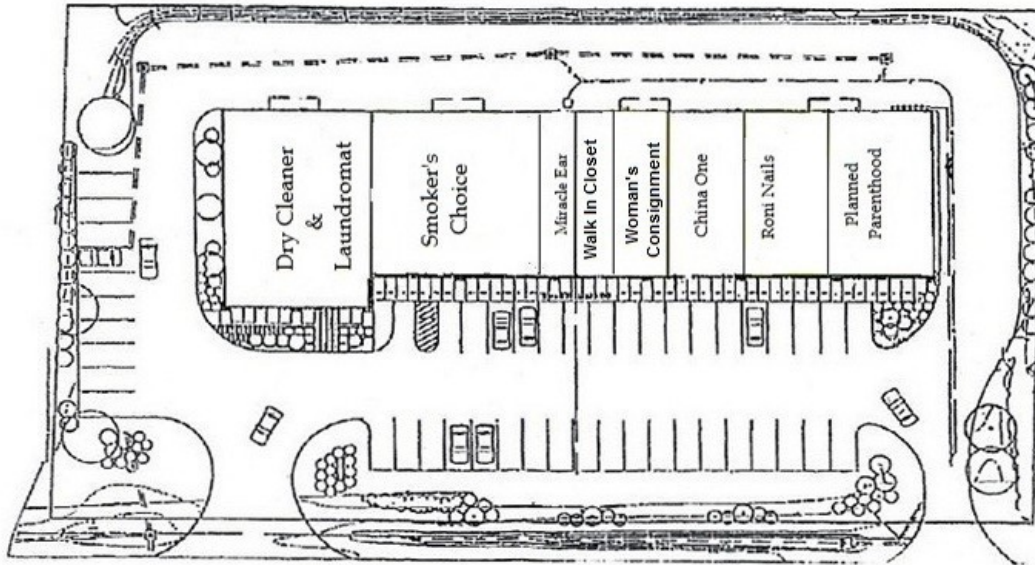 Dry Cleaner
&
Laundromat
Smoker's
Choice
Miracle Ear
Walk In Closet
Woman's
Consignment
China One
Roni Nails
Planned
Parenthood